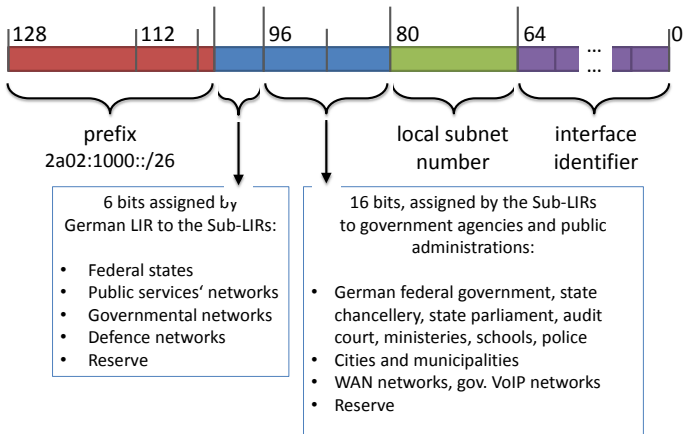 128 112 96 80 64 0
...
...
prefix
2a02:1000::/26
local subnet
number
interface
identifier
6 bits assigned by
German LIR to the Sub-LIRs:
• Federal states
• Public services‘ networks
• Governmental networks
• Defence networks
• Reserve
16 bits, assigned by the Sub-LIRs
to government agencies and public
administrations:
• German federal government, state
chancellery, state parliament, audit
court, ministeries, schools, police
• Cities and municipalities
• WAN networks, gov. VoIP networks
• Reserve